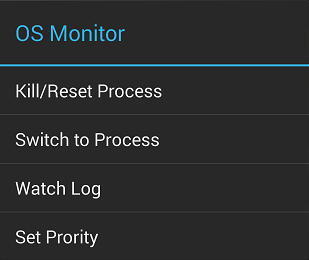 OS Monitor
Kill/Reset Process
Switch to Process
Watch Log
Set Prority